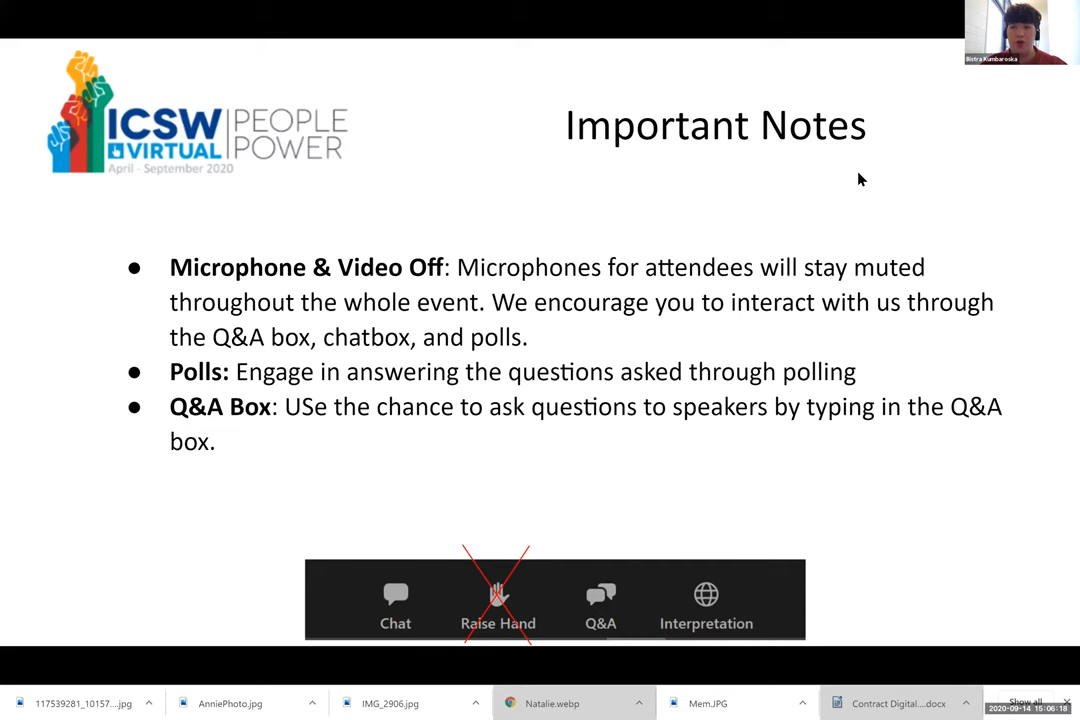 Bistra Kumbaroska
ICSW PEOPLE
VIRTUAL POWER
April - September 2020
Important Notes
● Microphone & Video Off: Microphones for attendees will stay muted
throughout the whole event. We encourage you to interact with us through
the Q&A box, chatbox, and polls.
● Polls: Engage in answering the questions asked through polling
● Q&A Box: USe the chance to ask questions to speakers by typing in the Q&A
box.
Chat Raise Hand Q&A Interpretation
117539281_10157....jpg AnniePhoto.jpg IMG_2906.jpg Natalie.webp Mem.JPG Contract Digital....docx Show all
2020-09-14 15:06:18